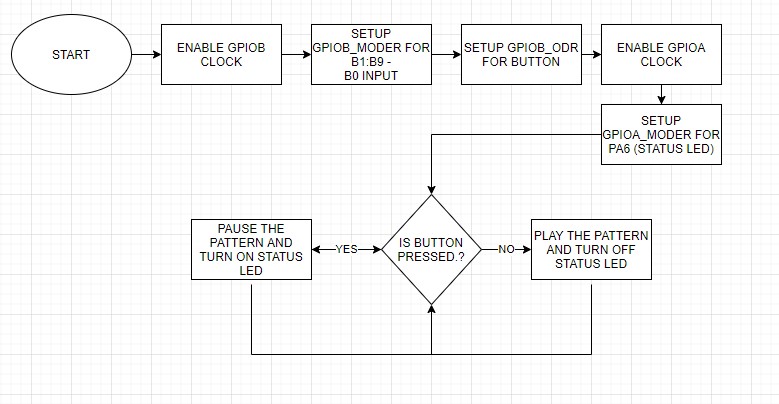 START
ENABLE GPIOB
CLOCK
SETUP
GPIOB_MODER FOR
B1:B9 -
B0 INPUT
SETUP GPIOB_ODR
FOR BUTTON
ENABLE GPIOA
CLOCK
SETUP
GPIOA_MODER FOR
PA6 (STATUS LED)
PAUSE THE
PATTERN AND
TURN ON STATUS
LED
YES
IS BUTTON
PRESSED.?
NO
PLAY THE PATTERN
AND TURN OFF
STATUS LED